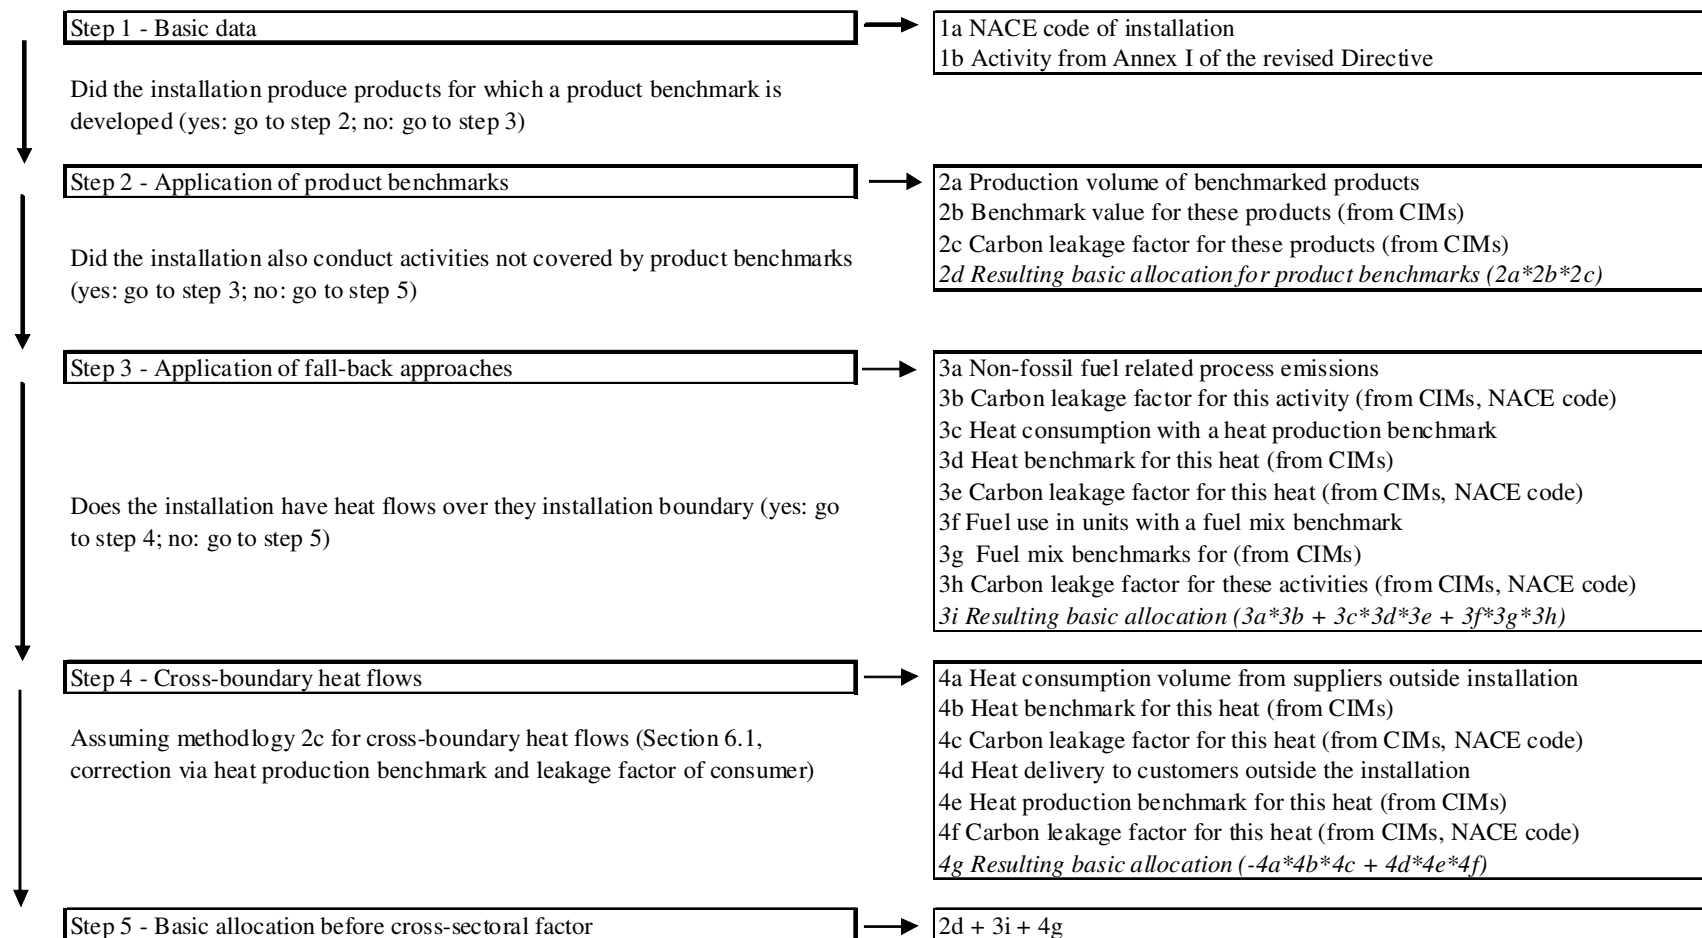 Step 1 - Basic data
1a NACE code of installation
1b Activity from Annex I of the revised Directive
Did the installation produce products for which a product benchmark is
developed (yes: go to step 2; no: go to step 3)
Step 2 - Application of product benchmarks
2a Production volume of benchmarked products
2b Benchmark value for these products (from CIMs)
2c Carbon leakage factor for these products (from CIMs)
2d Resulting basic allocation for product benchmarks (2a*2b*2c)
Did the installation also conduct activities not covered by product benchmarks
(yes: go to step 3; no: go to step 5)
Step 3 - Application of fall-back approaches
3a Non-fossil fuel related process emissions
3b Carbon leakage factor for this activity (from CIMs, NACE code)
3c Heat consumption with a heat production benchmark
3d Heat benchmark for this heat (from CIMs)
3e Carbon leakage factor for this heat (from CIMs, NACE code)
3f Fuel use in units with a fuel mix benchmark
3g  Fuel mix benchmarks for (from CIMs)
3h Carbon leakge factor for these activities (from CIMs, NACE code)
3i Resulting basic allocation (3a*3b + 3c*3d*3e + 3f*3g*3h)
Does the installation have heat flows over they installation boundary (yes: go
to step 4; no: go to step 5)
Step 4 - Cross-boundary heat flows
4a Heat consumption volume from suppliers outside installation
4b Heat benchmark for this heat (from CIMs)
4c Carbon leakage factor for this heat (from CIMs, NACE code)
4d Heat delivery to customers outside the installation
4e Heat production benchmark for this heat (from CIMs)
4f Carbon leakage factor for this heat (from CIMs, NACE code)
4g Resulting basic allocation (-4a*4b*4c + 4d*4e*4f)
Assuming methodlogy 2c for cross-boundary heat flows (Section 6.1,
correction via heat production benchmark and leakage factor of consumer)
Step 5 - Basic allocation before cross-sectoral factor
2d + 3i + 4g